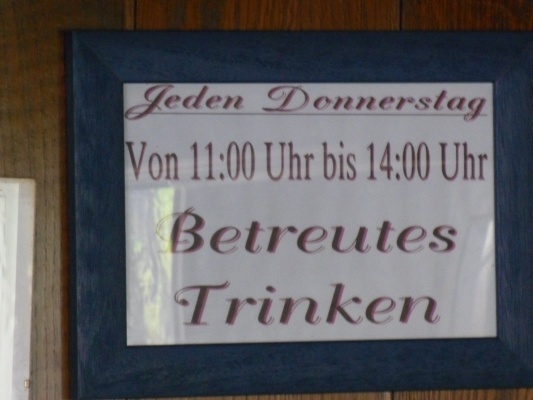 Jeden Donnerstag
Von 11:00 Uhr bis 14:00 Uhr
Betreutes
Trinken